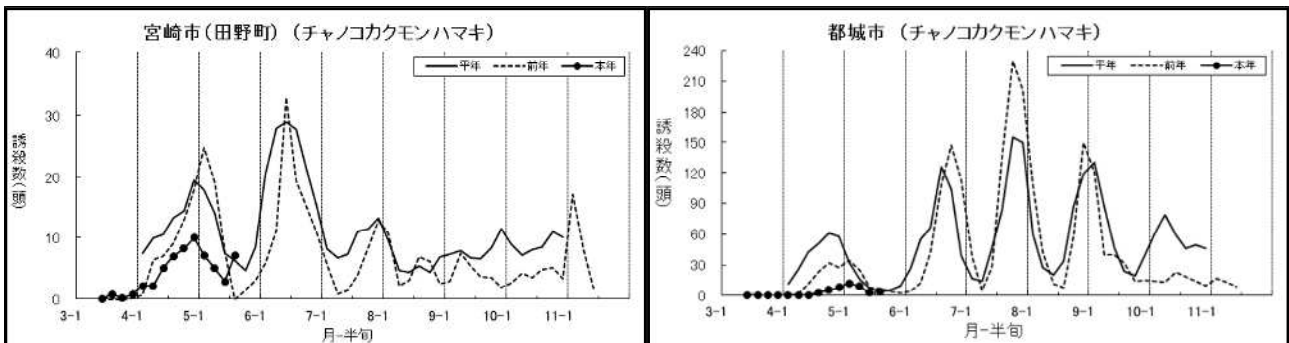 宮崎市(田野町) (チャノコカクモンハマキ)
平年 前年 本年
誘殺数(頭)
40
30
20
10
0
3-1 4-1 5-1 6-1 7-1 8-1 9-1 10-1 11-1
月-半旬
都城市 (チャノコカクモンハマキ)
平年 前年 本年
誘殺数(頭)
240
210
180
150
120
90
60
30
0
3-1 4-1 5-1 6-1 7-1 8-1 9-1 10-1 11-1
月-半旬